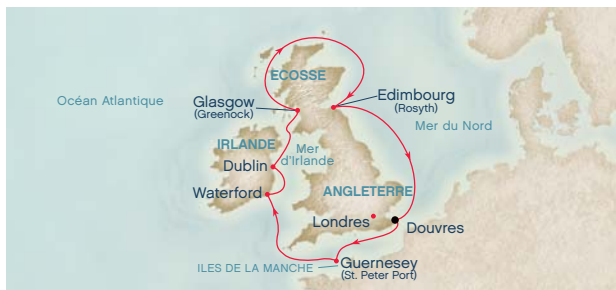 ECOSSE
Océan Atlantique
Glasgow
(Greenock)
Edimbourg
(Rosyth)
Mer du Nord
IRLANDE
Mer
d'Irlande
Dublin
ANGLETERRE
Waterford
Londres
Douvres
ILES DE LA MANCHE
Guernesey
(St. Peter Port)